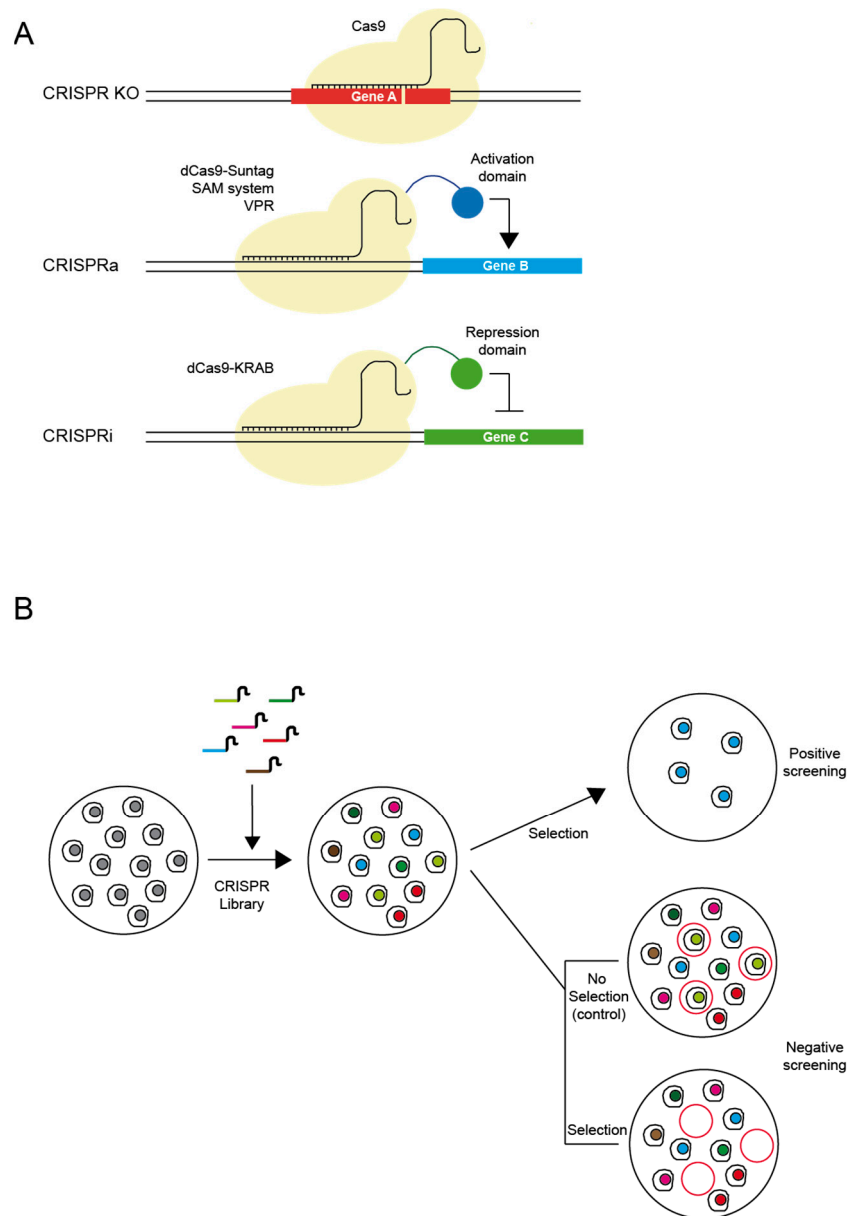 A
Cas9
CRISPR KO
Gene A
dCas9-Suntag
SAM system
VPR
Activation
domain
CRISPRa
Gene B
dCas9-KRAB
Repression
domain
CRISPRi
Gene C
B
CRISPR
Library
Selection
Positive
screening
No
Selection
(control)
Selection
Negative
screening